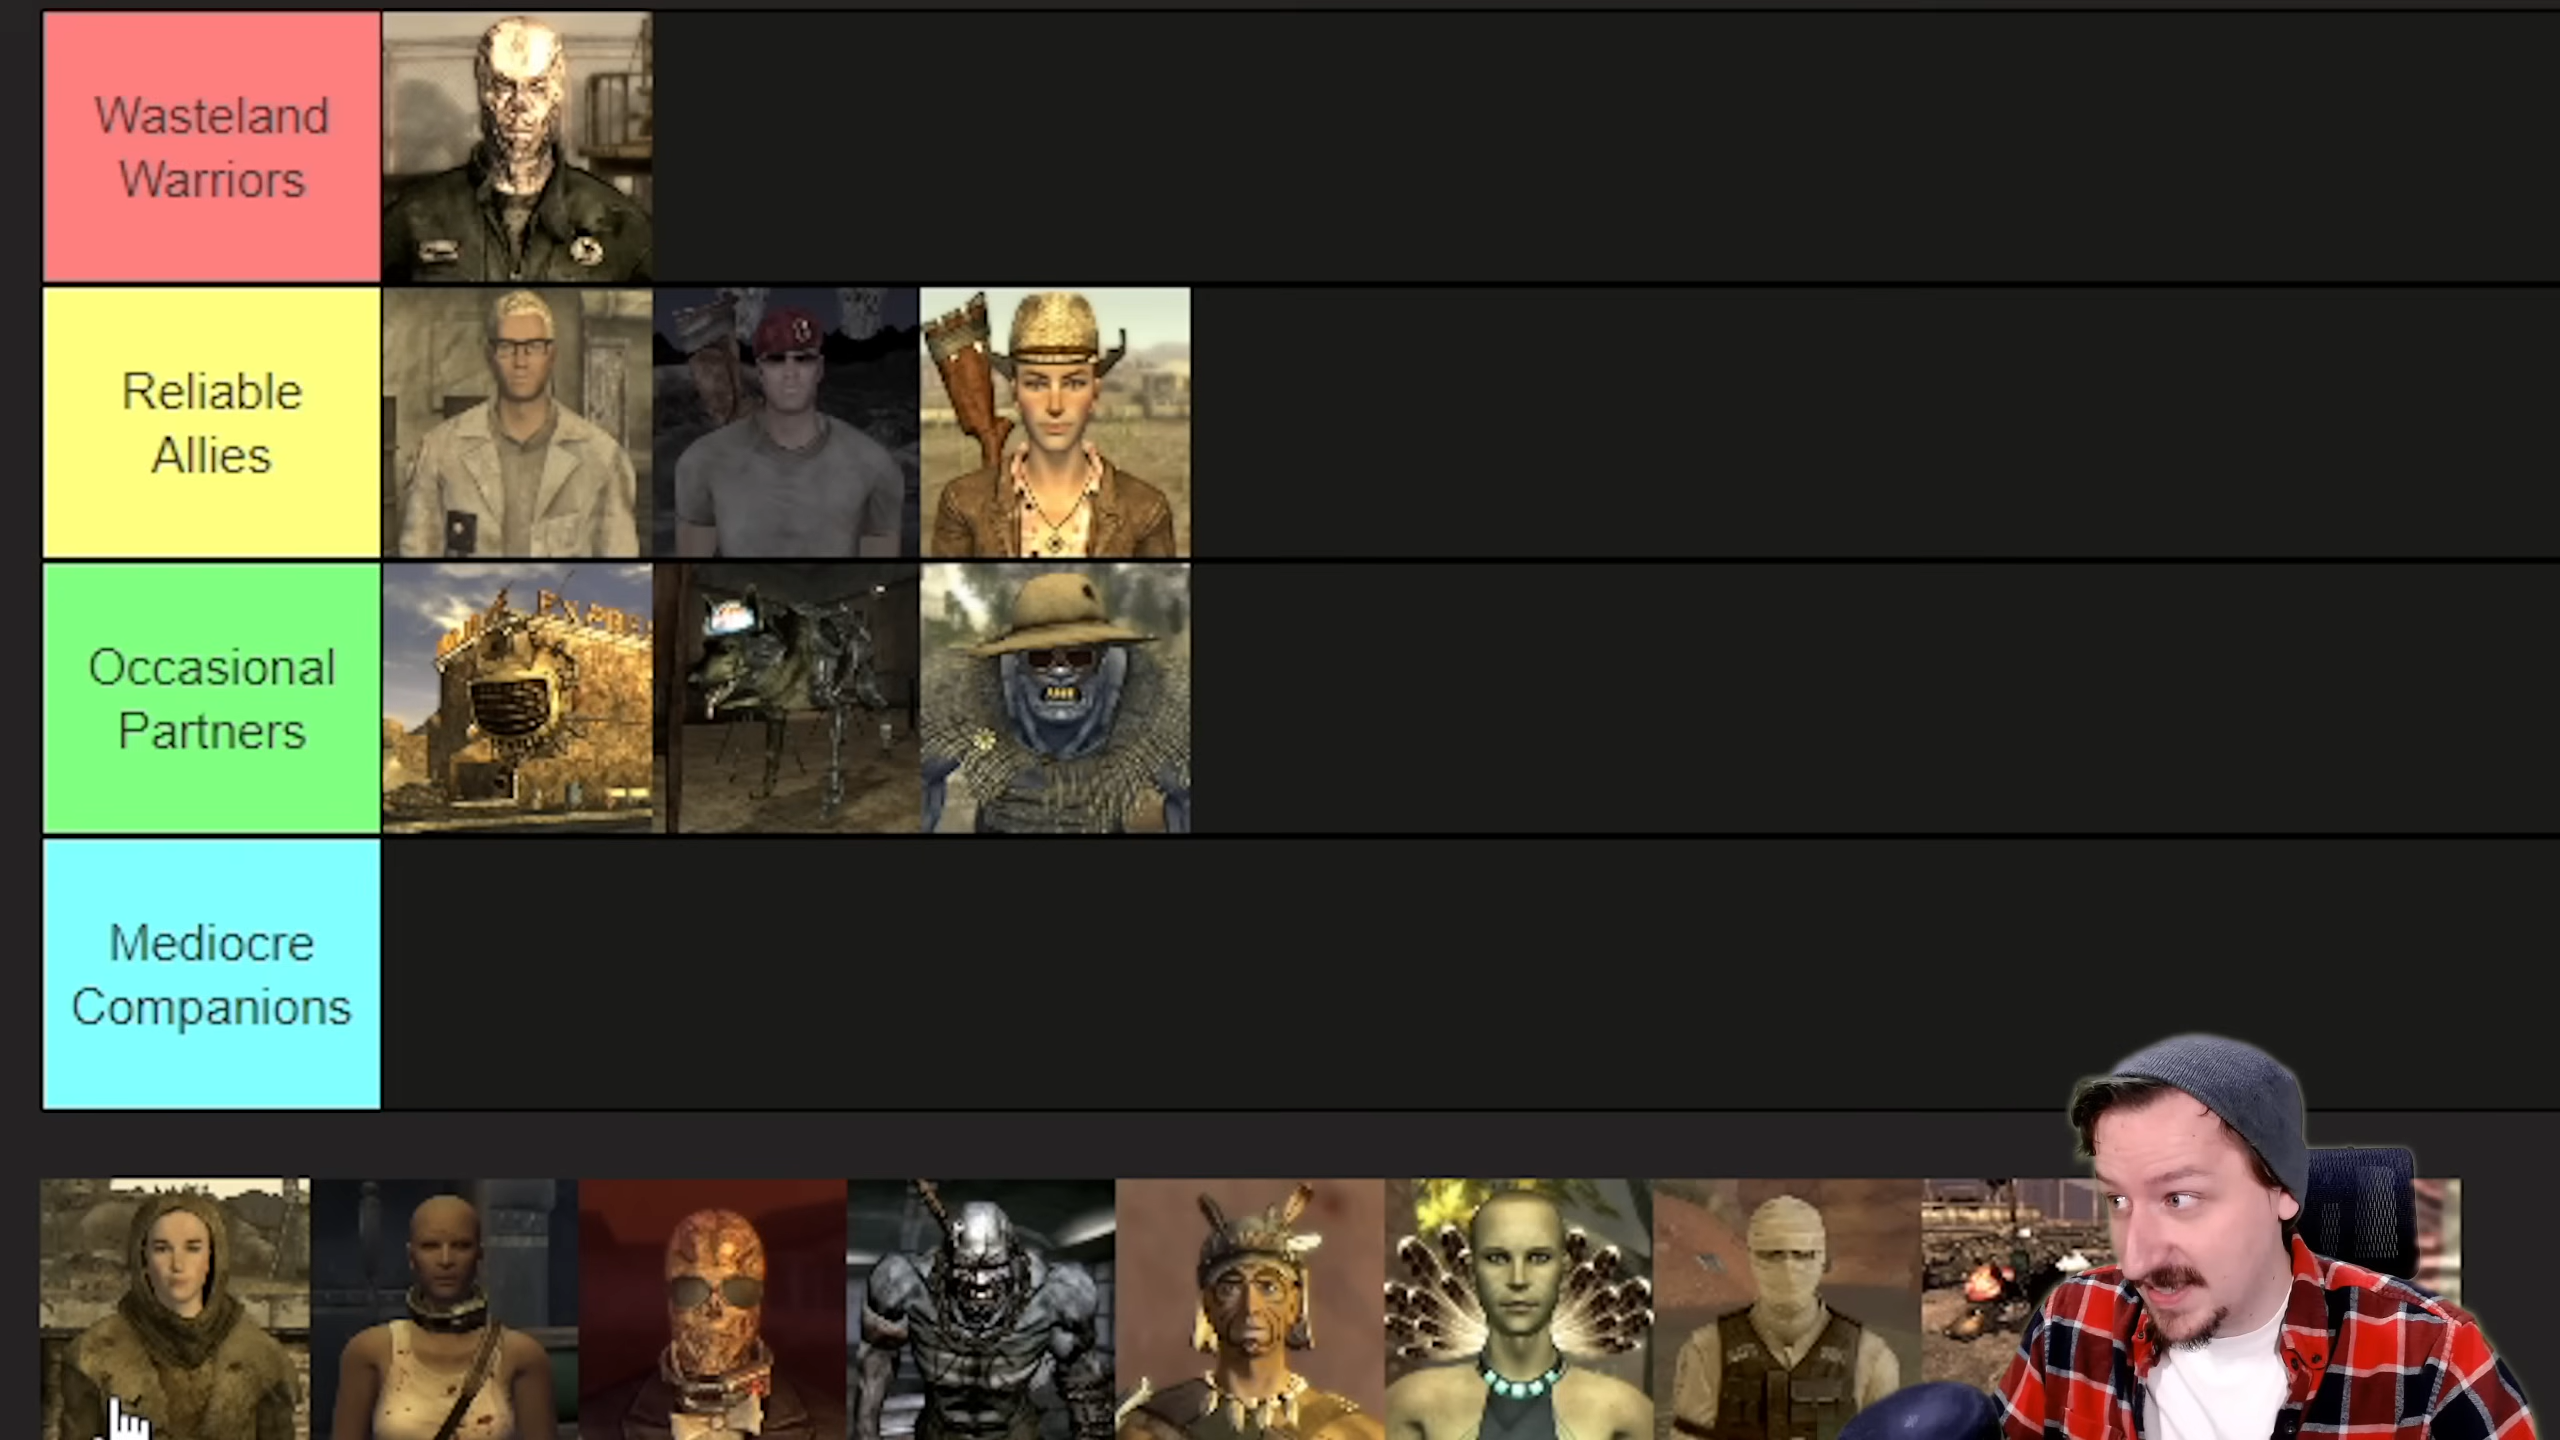 Wasteland
Warriors
Reliable
Allies
Occasional
Partners
Mediocre
Companions